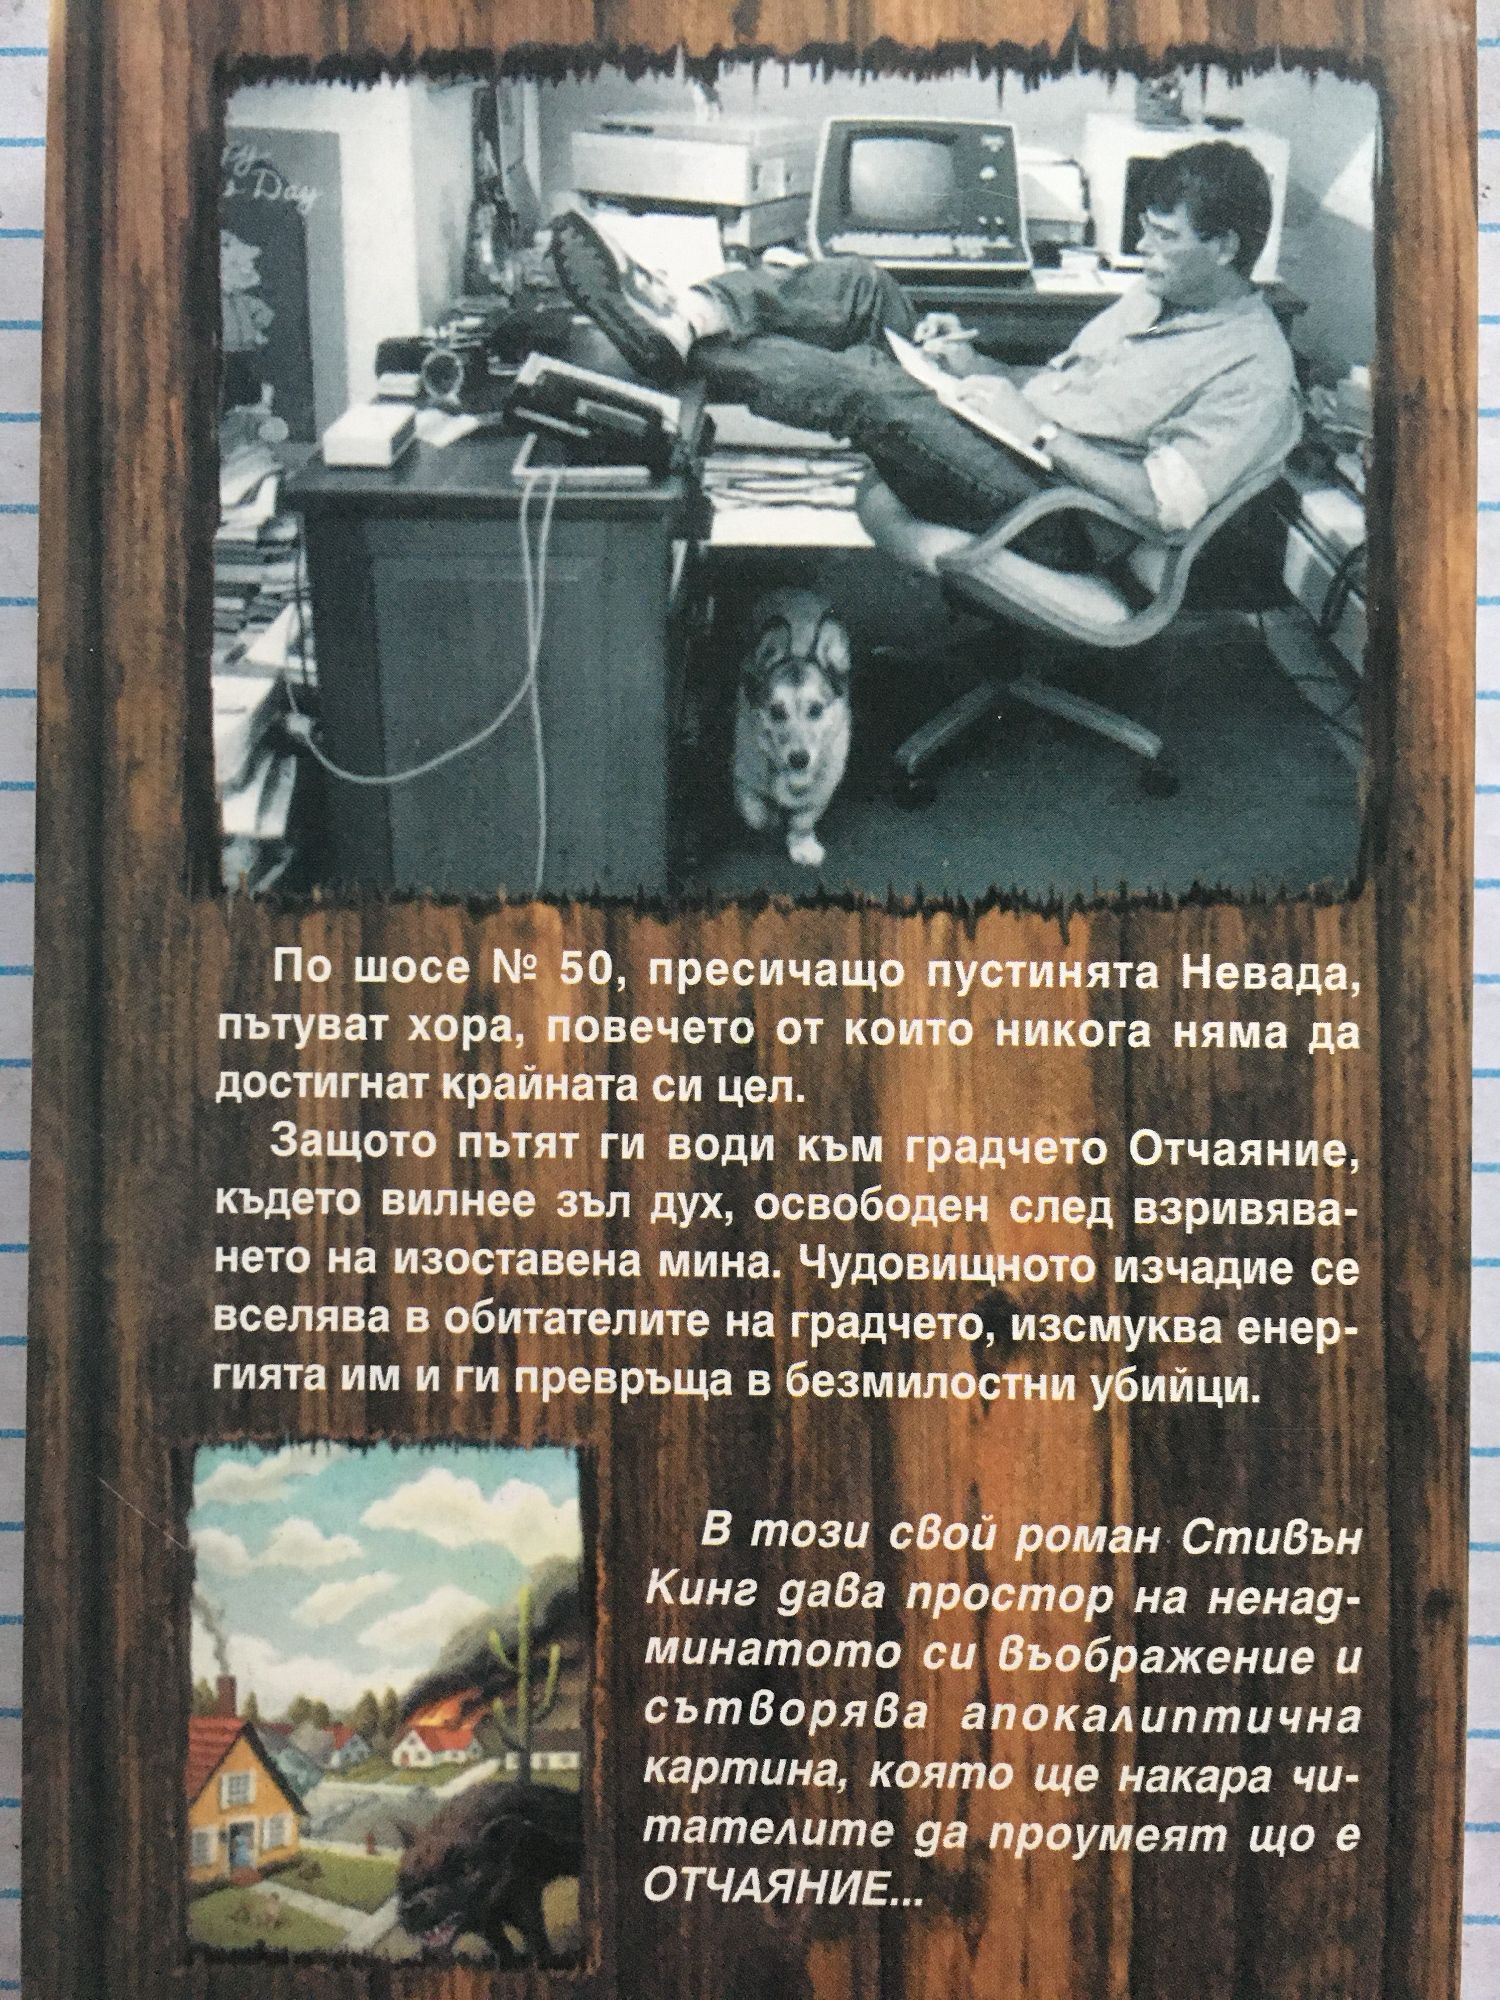 Day
По шосе № 50, пресичащо пустинята Невада,
пътуват хора, повечето от които никога няма да
достигнат крайната си цел.
Защото пътят ги води към градчето Отчаяние,
където вилнее зъл дух, освободен след взривява-
нето на изоставена мина. Чудовищното изчадие се
вселява в обитателите на градчето, изсмуква енер-
гията им и ги превръща в безмилостни убийци.
В този свой роман Стивън
Кинг дава простор на ненад-
минатото си въображение и
сътворява апокалиптична
картина, която ще накара чи-
тателите да проумеят що е
ОТЧАЯНИЕ...